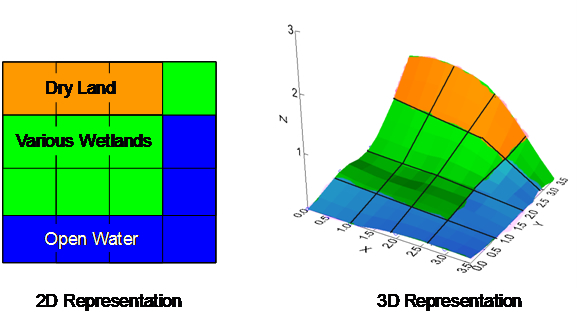 Dry Land
Various Wetlands
Open Water
2D Representation
3
2
1
Z
0.0
0.5
1.0
1.5
2.0
2.5
3.0
3.5
X
0.0
0.5
1.0
1.5
2.0
2.5
3.0
3.5
Y
3D Representation